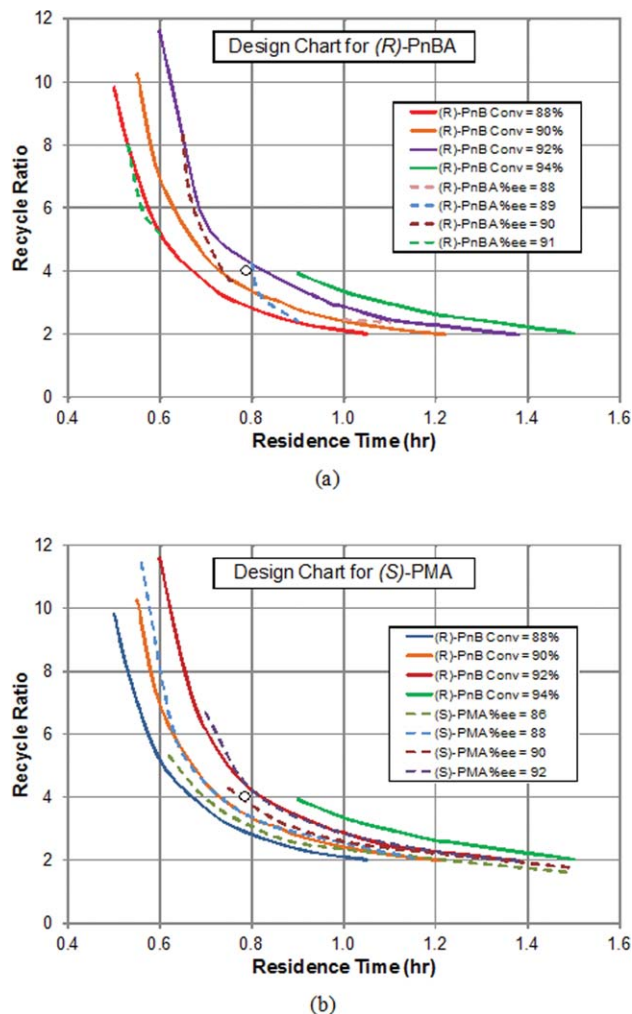 12
Design Chart for (R)-PnBA
10
8
6
4
2
0
Recycle Ratio
(R)-PnB Conv = 88%
(R)-PnB Conv = 90%
(R)-PnB Conv = 92%
(R)-PnB Conv = 94%
(R)-PnBA %ee = 88
(R)-PnBA %ee = 89
(R)-PnBA %ee = 90
(R)-PnBA %ee = 91
0.4 0.6 0.8 1.0 1.2 1.4 1.6
Residence Time (hr)
(a)
12
Design Chart for (S)-PMA
10
8
6
4
2
0
Recycle Ratio
(R)-PnB Conv = 88%
(R)-PnB Conv = 90%
(R)-PnB Conv = 92%
(R)-PnB Conv = 94%
(S)-PMA %ee = 86
(S)-PMA %ee = 88
(S)-PMA %ee = 90
(S)-PMA %ee = 92
0.4 0.6 0.8 1.0 1.2 1.4 1.6
Residence Time (hr)
(b)